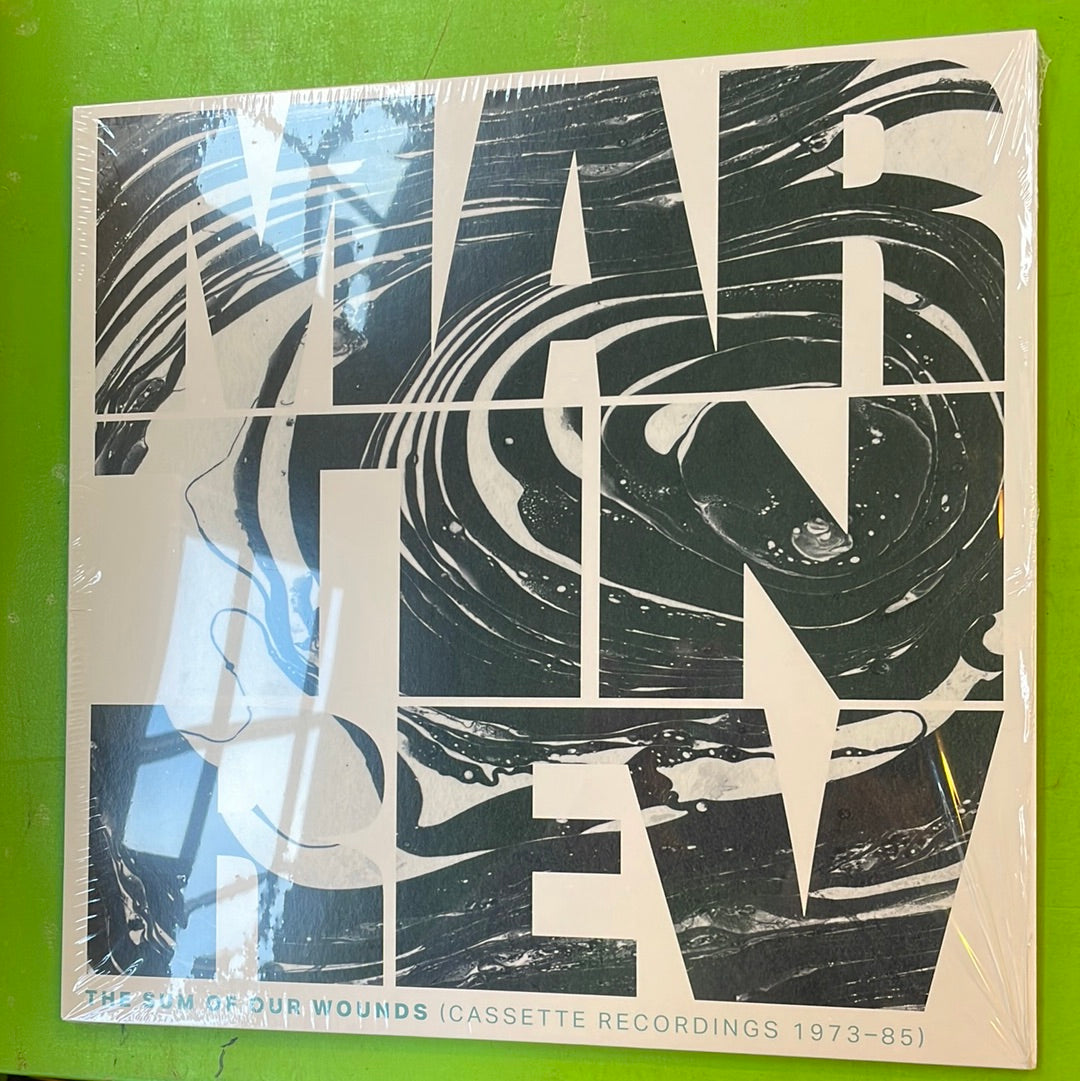 MAR
TIN
REV
THE SUM OF OUR WOUNDS (CASSETTE RECORDINGS 1973–85)